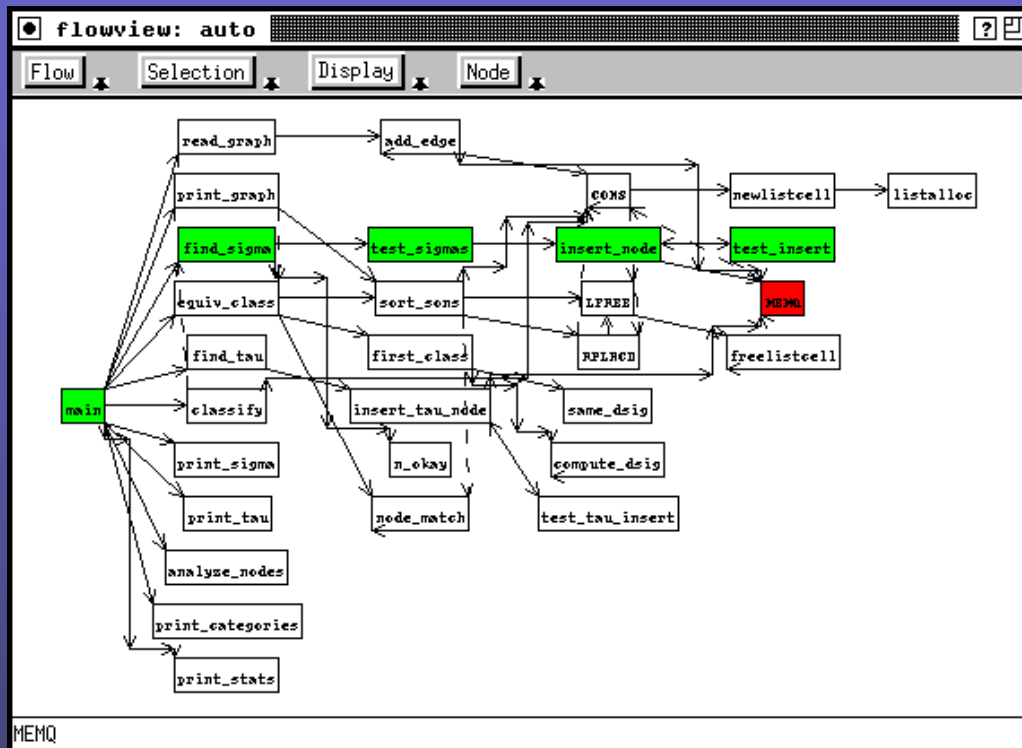 flowview: auto ?
Flow Selection Display Node
read_graph add_edge
print_graph CONS newlistcell listalloc
find_sigma test_sigmas insert_node test_insert
equiv_class sort_sons LFREE MEMQ
find_tau first_class RPLACD freelistcell
main classify insert_tau_node same_dsig
print_sigma n_okay compute_dsig
print_tau node_match test_tau_insert
analyze_nodes
print_categories
print_stats
MEMQ